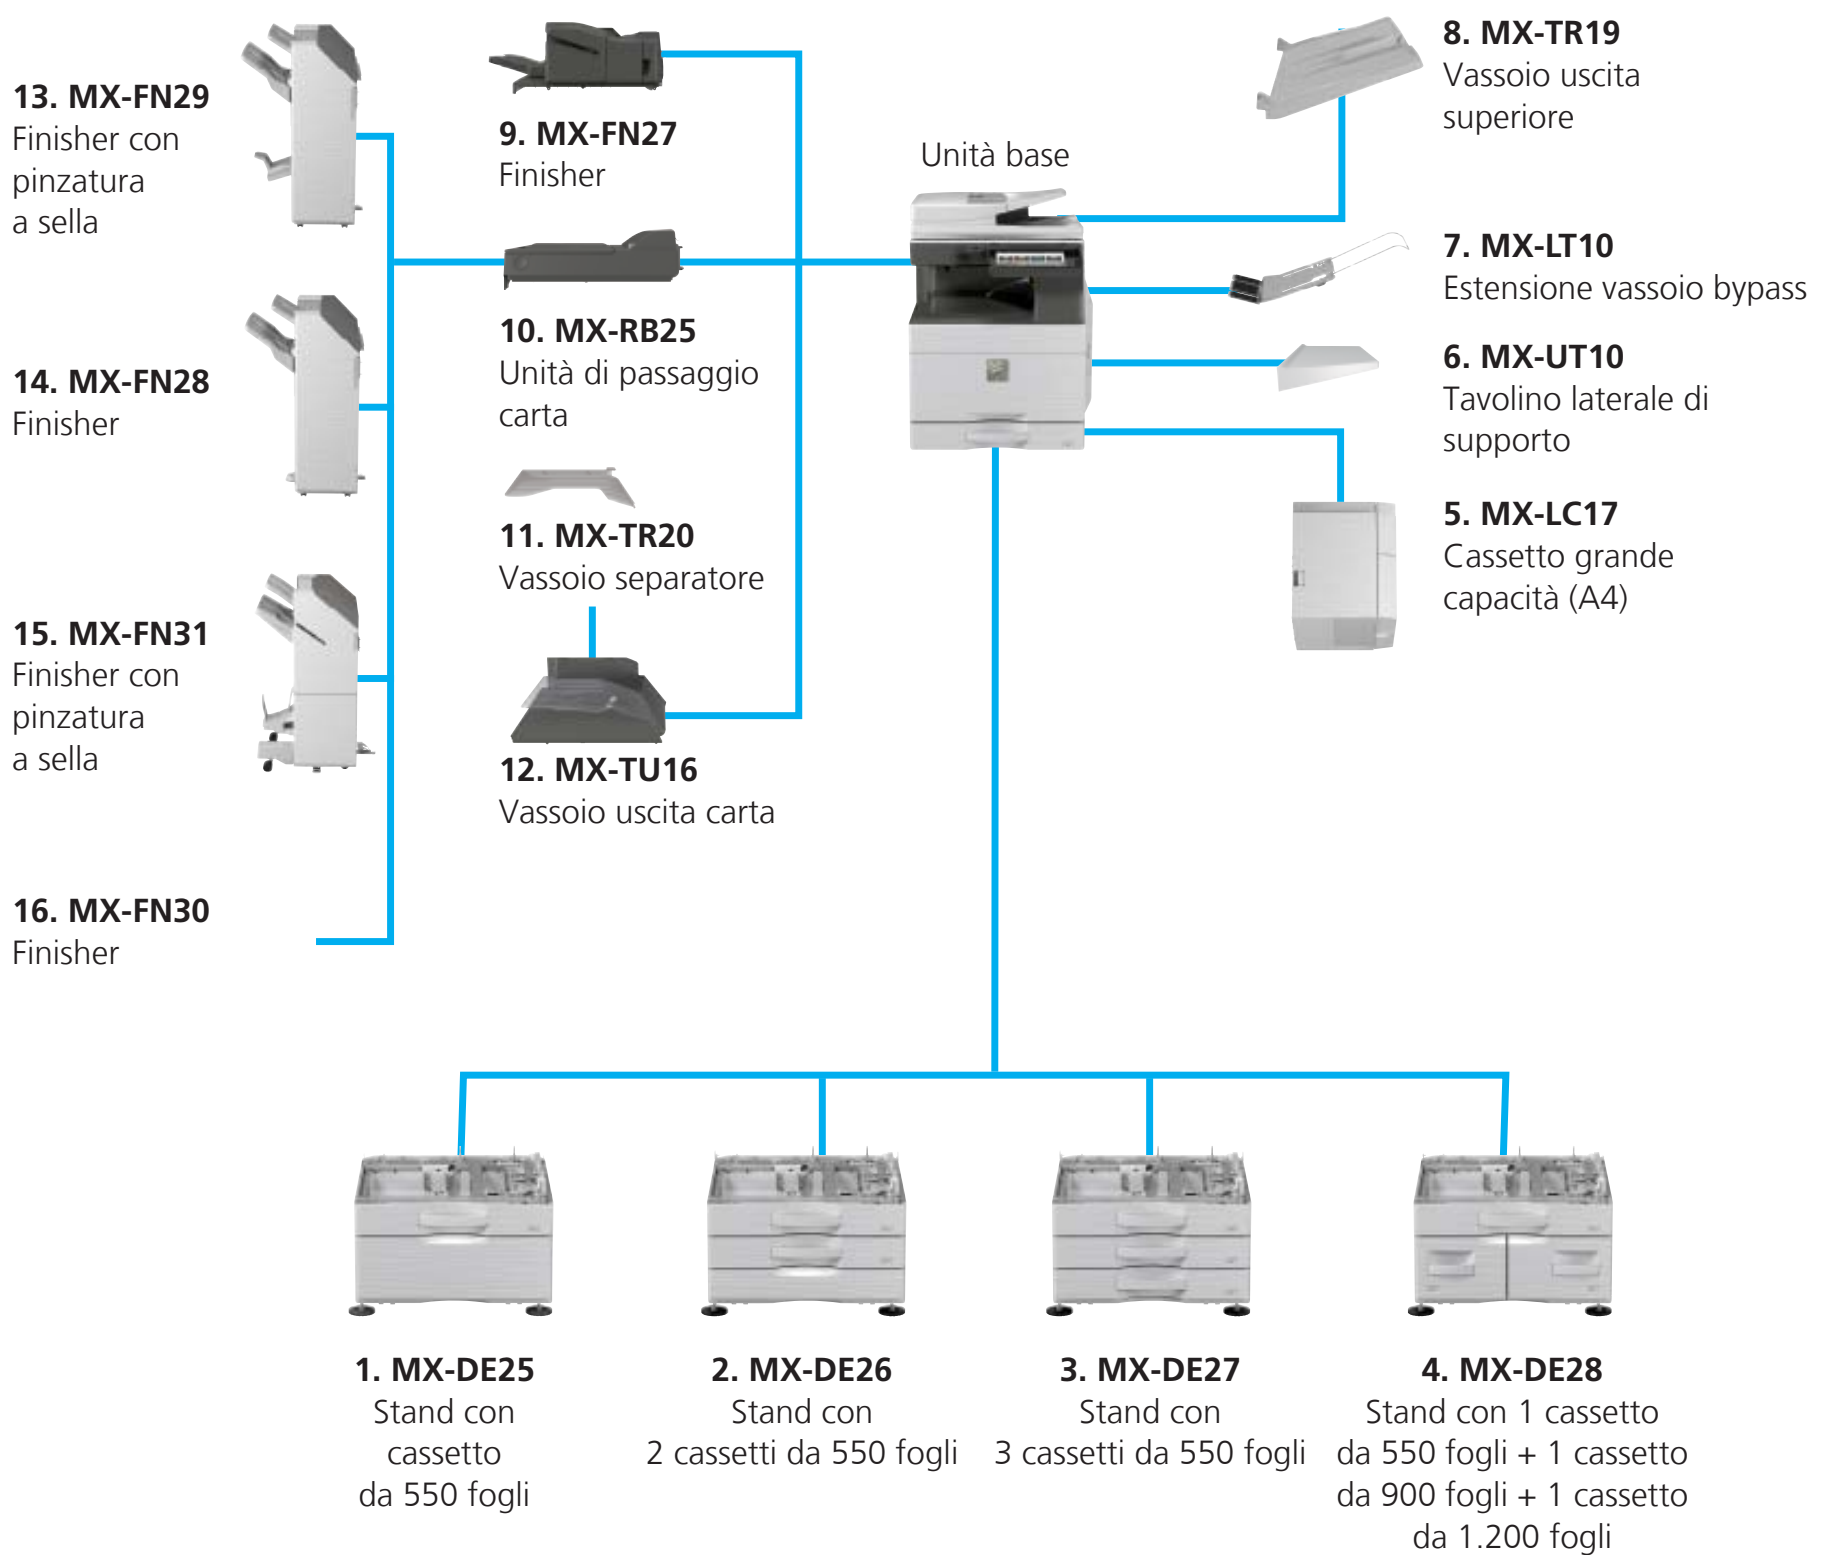 13. MX-FN29
Finisher con
pinzatura
a sella
14. MX-FN28
Finisher
15. MX-FN31
Finisher con
pinzatura
a sella
16. MX-FN30
Finisher
9. MX-FN27
Finisher
10. MX-RB25
Unità di passaggio
carta
11. MX-TR20
Vassoio separatore
12. MX-TU16
Vassoio uscita carta
Unità base
8. MX-TR19
Vassoio uscita
superiore
7. MX-LT10
Estensione vassoio bypass
6. MX-UT10
Tavolino laterale di
supporto
5. MX-LC17
Cassetto grande
capacità (A4)
1. MX-DE25
Stand con
cassetto
da 550 fogli
2. MX-DE26
Stand con
2 cassetti da 550 fogli
3. MX-DE27
Stand con
3 cassetti da 550 fogli
4. MX-DE28
Stand con 1 cassetto
da 550 fogli + 1 cassetto
da 900 fogli + 1 cassetto
da 1.200 fogli